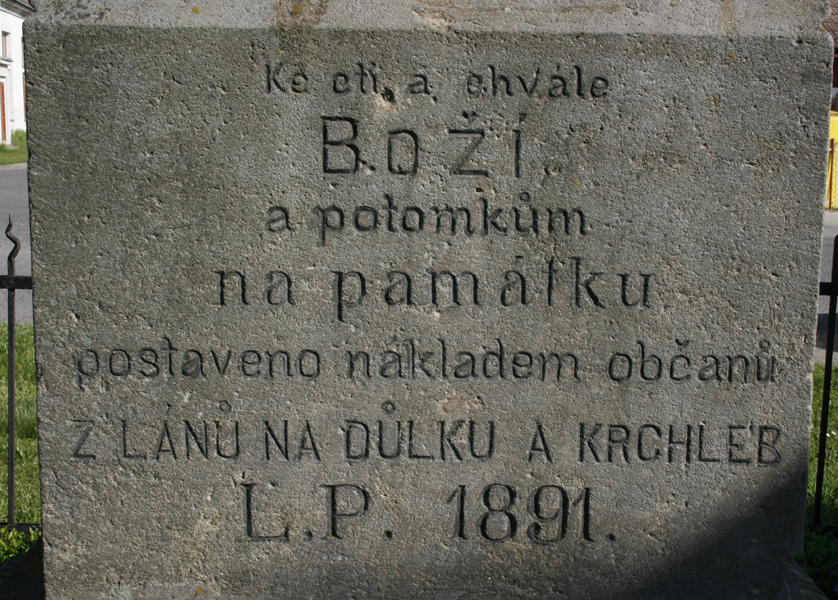 Ke cti a chvále
Boží
a potomkům
na památku
postaveno nákladem občanů
Z LÁNŮ NA DŮLKU A KRCHLEB
L.P. 1891.